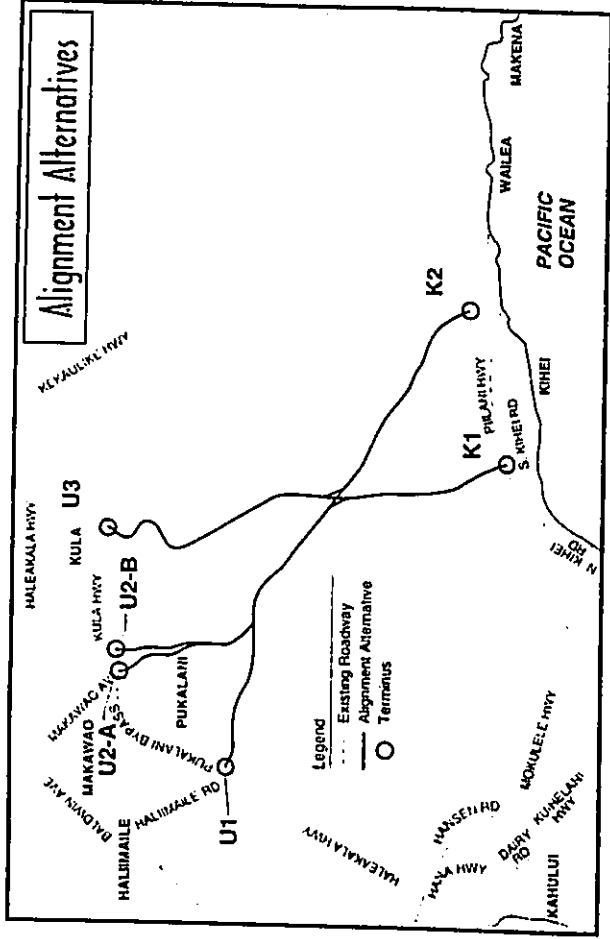 Alignment Alternatives
HALEAKALA HWY
KEKAULIKE HWY
KULA
U3
KULA HWY
U2-B
MAKAWAO AV
MAKAWAO
U2-A
PUKALANI BYPASS
PUKALANI
BALDWIN AVE
HALIIMAILE
HALIIMAILE RD
U1
HALEAKALA HWY
Legend
Existing Roadway
Alignment Alternative
Terminus
HANSEN RD
HANA HWY
DAIRY
RD
KUIHELANI
HWY
MOKULELE HWY
KAHULUI
K2
K1
PIILANI HWY
S. KIHEI RD
N KIHEI
RD
KIHEI
WAILEA
MAKENA
PACIFIC
OCEAN